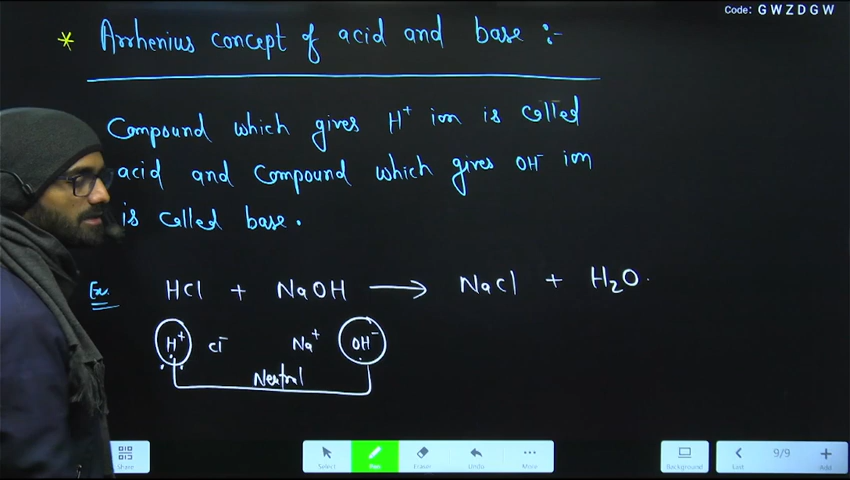 Code: GWZDGW
* Arrhenius concept of acid and base :-
Compound which gives H⁺ ion is called
acid and compound which gives OH⁻ ion
is called base.
Ex. HCl + NaOH ⟶ NaCl + H₂O.
H⁺ Cl⁻ Na⁺ OH⁻
Neutral
Share Select Pen Eraser Undo More Background Last 9/9 Add